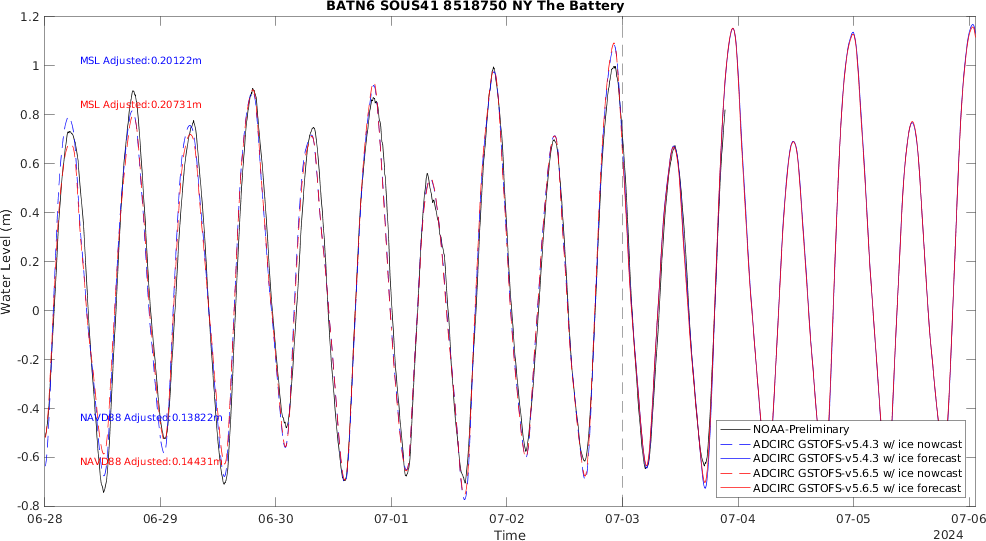 BATN6 SOUS41 8518750 NY The Battery
1.2
1
0.8
0.6
0.4
0.2
0
-0.2
-0.4
-0.6
-0.8
Water Level (m)
MSL Adjusted:0.20122m
MSL Adjusted:0.20731m
NAVD88 Adjusted:0.13822m
NAVD88 Adjusted:0.14431m
NOAA-Preliminary
ADCIRC GSTOFS-v5.4.3 w/ ice nowcast
ADCIRC GSTOFS-v5.4.3 w/ ice forecast
ADCIRC GSTOFS-v5.6.5 w/ ice nowcast
ADCIRC GSTOFS-v5.6.5 w/ ice forecast
06-28 06-29 06-30 07-01 07-02 07-03 07-04 07-05 07-06
Time
2024